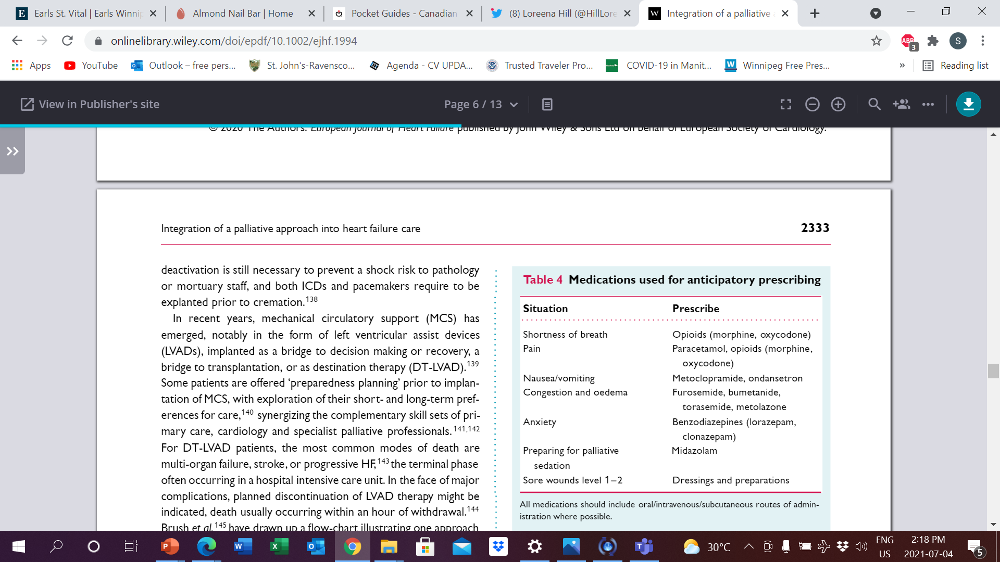 Earls St. Vital | Earls Winnip
Almond Nail Bar | Home
Pocket Guides - Canadian
(8) Loreena Hill (@HillLore
Integration of a palliative a
onlinelibrary.wiley.com/doi/epdf/10.1002/ejhf.1994
ABP
3
S
Apps
YouTube
Outlook – free pers...
St. John's-Ravensco...
Agenda - CV UPDA...
Trusted Traveler Pro...
COVID-19 in Manit...
Winnipeg Free Pres...
»
Reading list
View in Publisher's site
Page 6 / 13
© 2020 The Authors. European Journal of Heart Failure published by John Wiley & Sons Ltd on behalf of European Society of Cardiology.
Integration of a palliative approach into heart failure care
2333
deactivation is still necessary to prevent a shock risk to pathology
or mortuary staff, and both ICDs and pacemakers require to be
explanted prior to cremation.138
In recent years, mechanical circulatory support (MCS) has
emerged, notably in the form of left ventricular assist devices
(LVADs), implanted as a bridge to decision making or recovery, a
bridge to transplantation, or as destination therapy (DT-LVAD).139
Some patients are offered ‘preparedness planning’ prior to implan-
tation of MCS, with exploration of their short- and long-term pref-
erences for care,140 synergizing the complementary skill sets of pri-
mary care, cardiology and specialist palliative professionals.141,142
For DT-LVAD patients, the most common modes of death are
multi-organ failure, stroke, or progressive HF,143 the terminal phase
often occurring in a hospital intensive care unit. In the face of major
complications, planned discontinuation of LVAD therapy might be
indicated, death usually occurring within an hour of withdrawal.144
Brush et al.145 have drawn up a flow-chart illustrating one approach
Table 4 Medications used for anticipatory prescribing
Situation Prescribe
Shortness of breath Opioids (morphine, oxycodone)
Pain Paracetamol, opioids (morphine,
oxycodone)
Nausea/vomiting Metoclopramide, ondansetron
Congestion and oedema Furosemide, bumetanide,
torasemide, metolazone
Anxiety Benzodiazepines (lorazepam,
clonazepam)
Preparing for palliative Midazolam
sedation
Sore wounds level 1–2 Dressings and preparations
All medications should include oral/intravenous/subcutaneous routes of admin-
istration where possible.
30°C
ENG
US
2:18 PM
2021-07-04
5